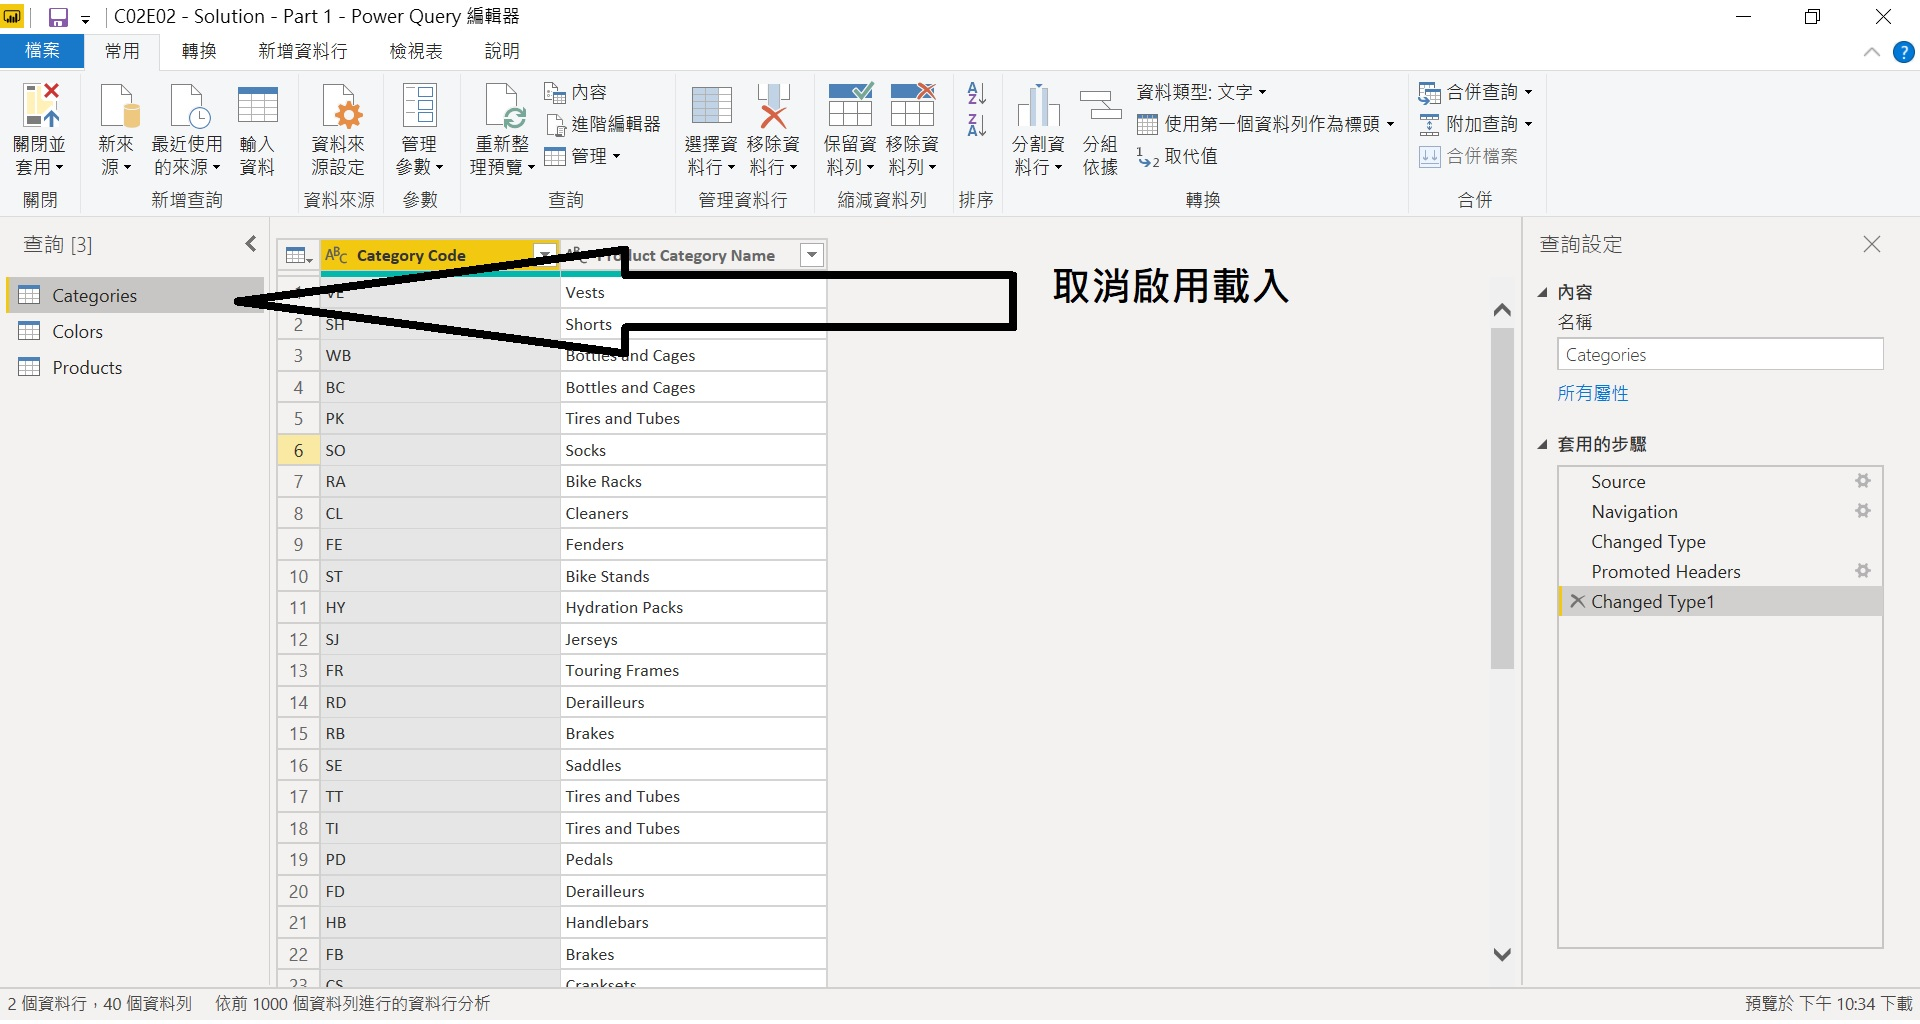 C02E02 - Solution - Part 1 - Power Query 編輯器
檔案 常用 轉換 新增資料行 檢視表 說明
關閉並套用
關閉
新來源
最近使用的來源
輸入資料
新增查詢
資料來源設定
資料來源
管理參數
參數
重新整理預覽
內容
進階編輯器
管理
查詢
選擇資料行
移除資料行
管理資料行
保留資料列
移除資料列
縮減資料列
排序
分割資料行
分組依據
資料類型: 文字
使用第一個資料列作為標頭
1→2 取代值
轉換
合併查詢
附加查詢
合併檔案
合併
查詢 [3]
Categories
Colors
Products
Category Code
Product Category Name
1 VE Vests
2 SH Shorts
3 WB Bottles and Cages
4 BC Bottles and Cages
5 PK Tires and Tubes
6 SO Socks
7 RA Bike Racks
8 CL Cleaners
9 FE Fenders
10 ST Bike Stands
11 HY Hydration Packs
12 SJ Jerseys
13 FR Touring Frames
14 RD Derailleurs
15 RB Brakes
16 SE Saddles
17 TT Tires and Tubes
18 TI Tires and Tubes
19 PD Pedals
20 FD Derailleurs
21 HB Handlebars
22 FB Brakes
23 CS Cranksets
取消啟用載入
查詢設定
內容
名稱
Categories
所有屬性
套用的步驟
Source
Navigation
Changed Type
Promoted Headers
Changed Type1
2 個資料行，40 個資料列 依前 1000 個資料列進行的資料行分析
預覽於 下午 10:34 下載